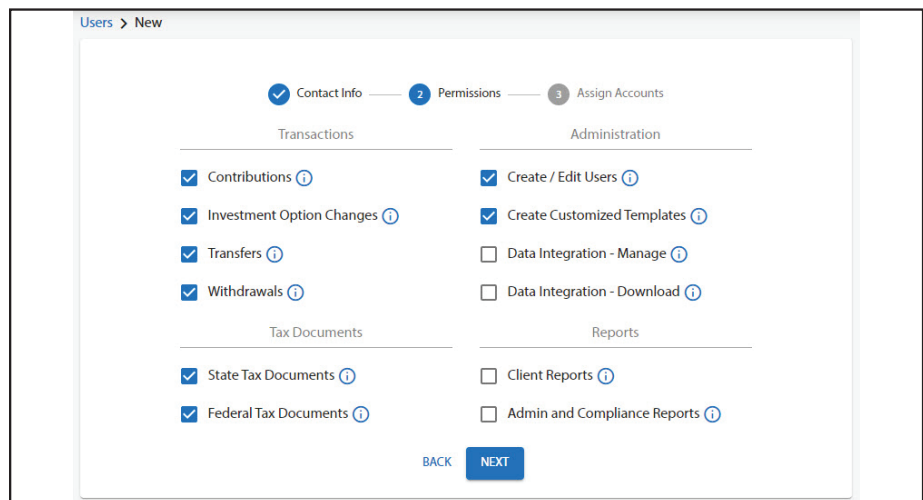 Users > New
Contact Info
2 Permissions
3 Assign Accounts
Transactions
Contributions
Investment Option Changes
Transfers
Withdrawals
Administration
Create / Edit Users
Create Customized Templates
Data Integration - Manage
Data Integration - Download
Tax Documents
State Tax Documents
Federal Tax Documents
Reports
Client Reports
Admin and Compliance Reports
BACK
NEXT